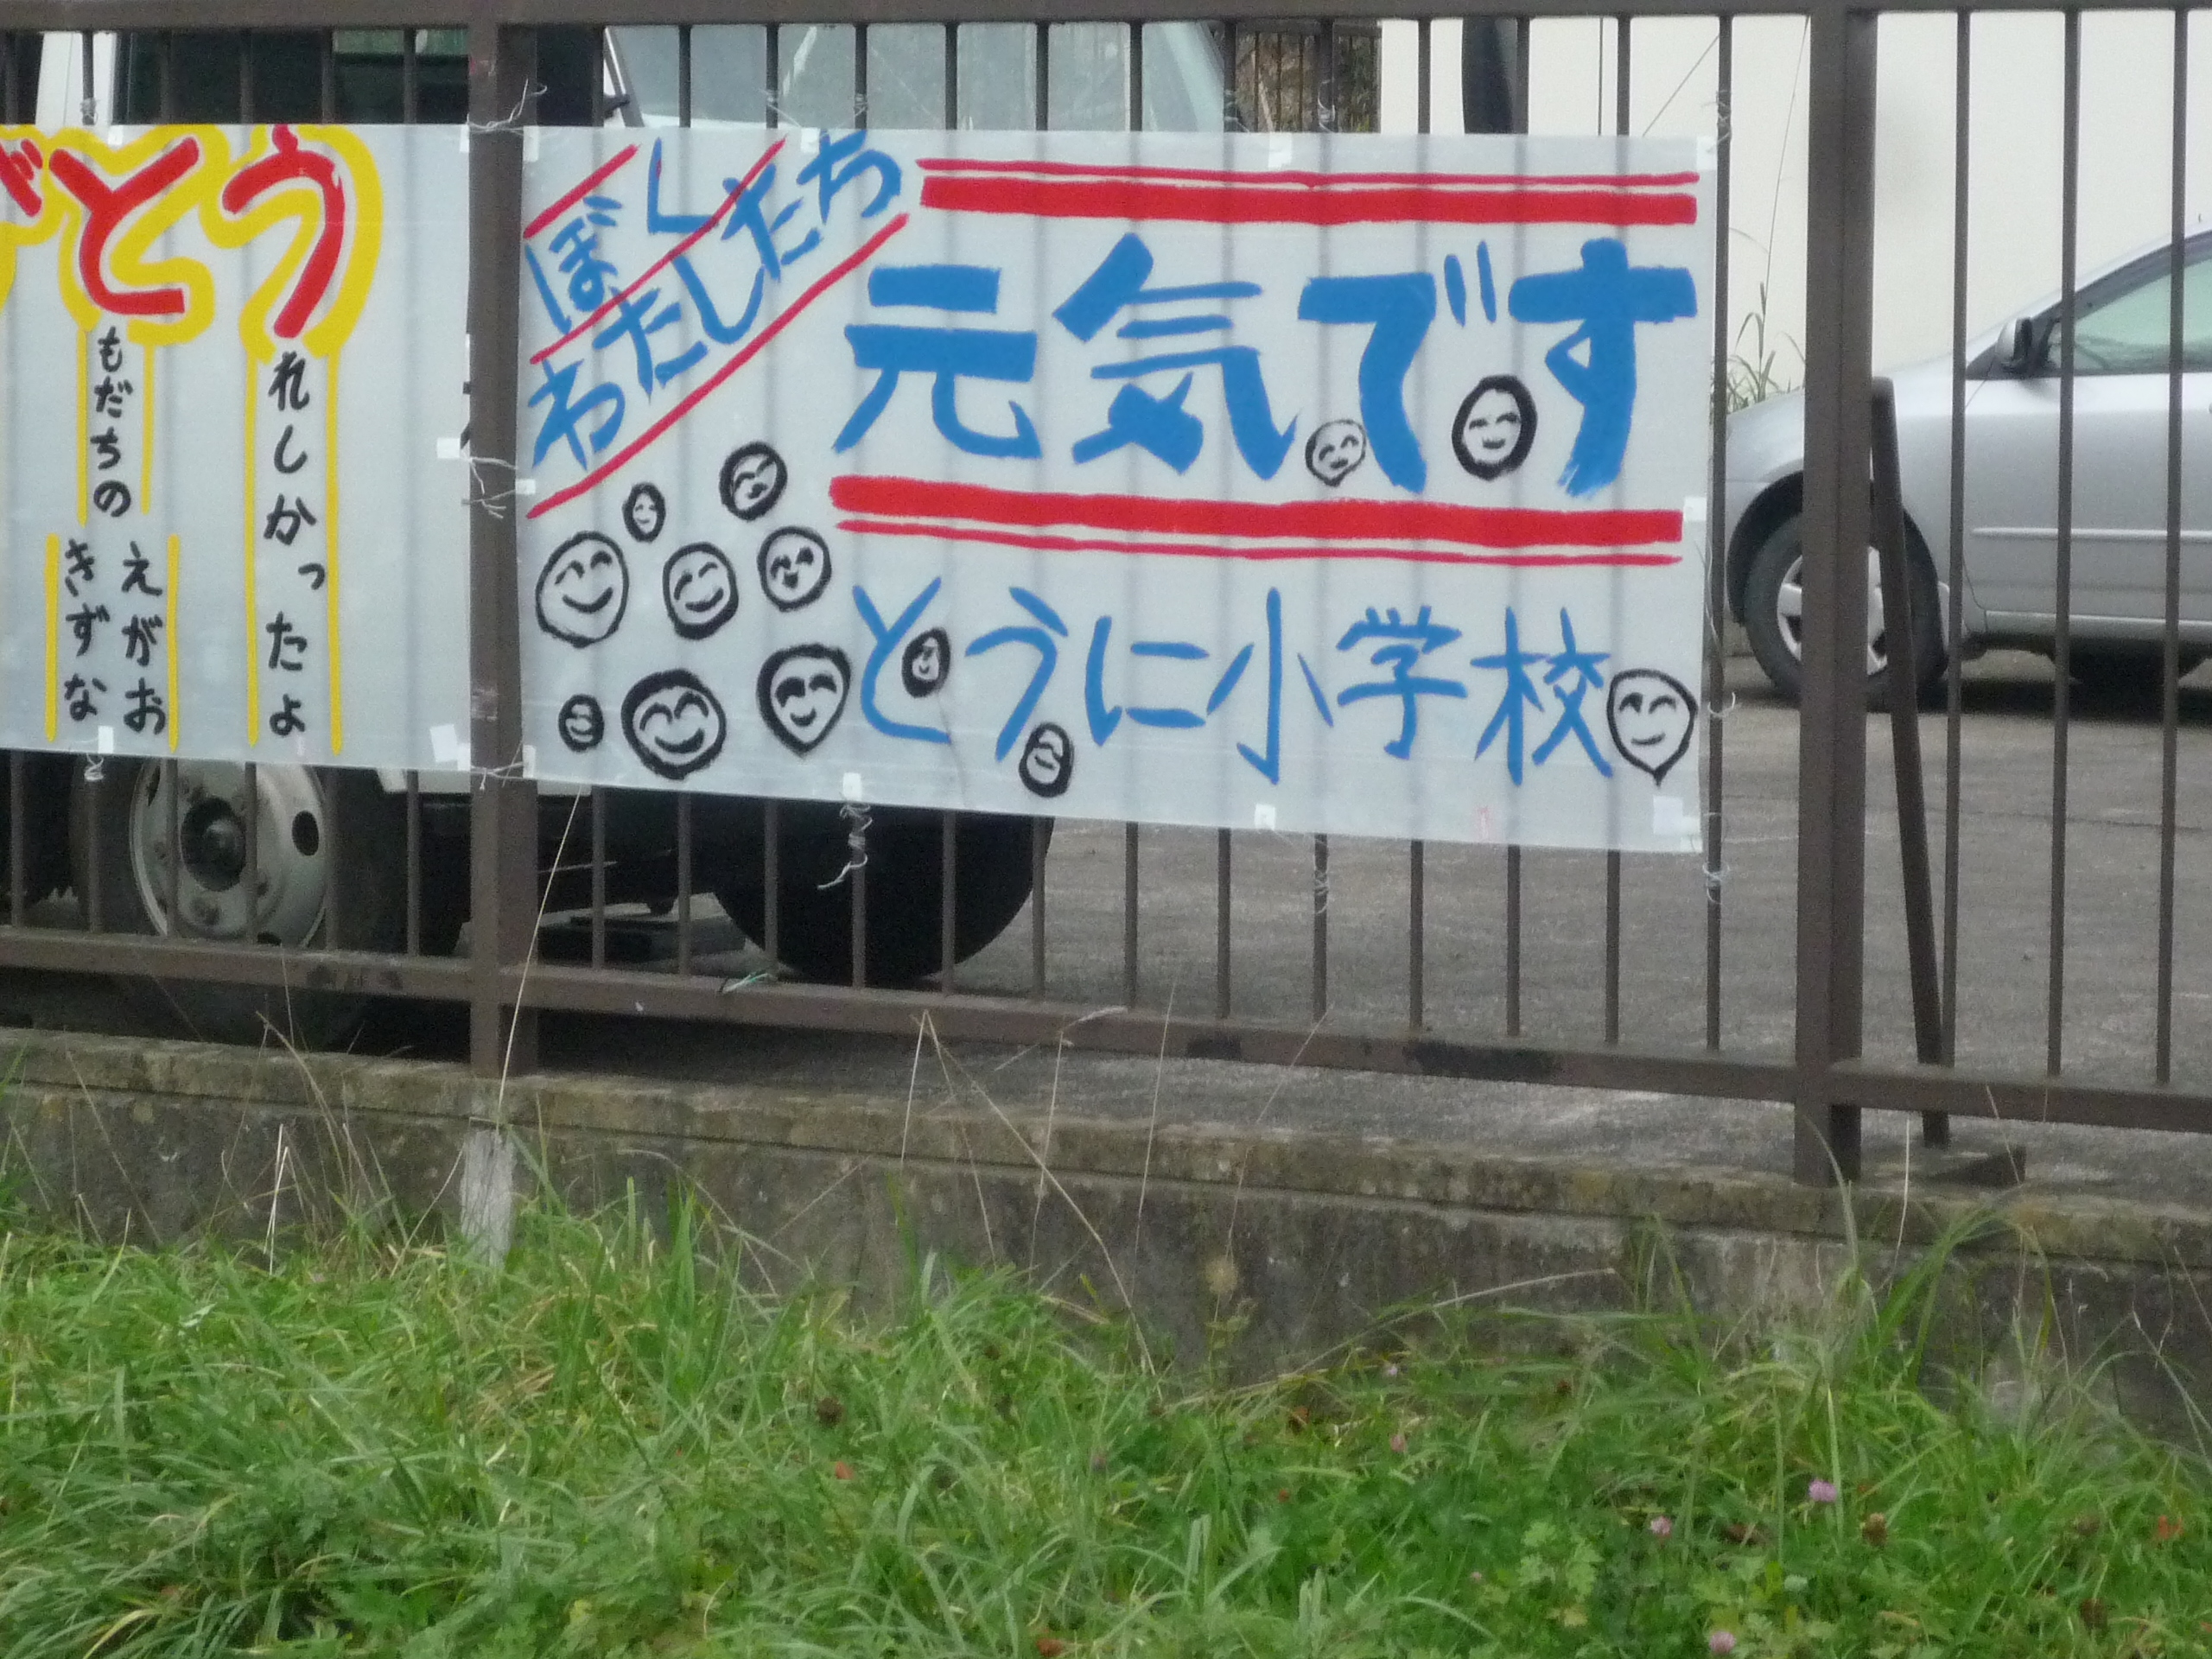 とう
れしかったよ
もだちの
えがお
きずな
ぼく
わたしたち
元気です
とうに小学校